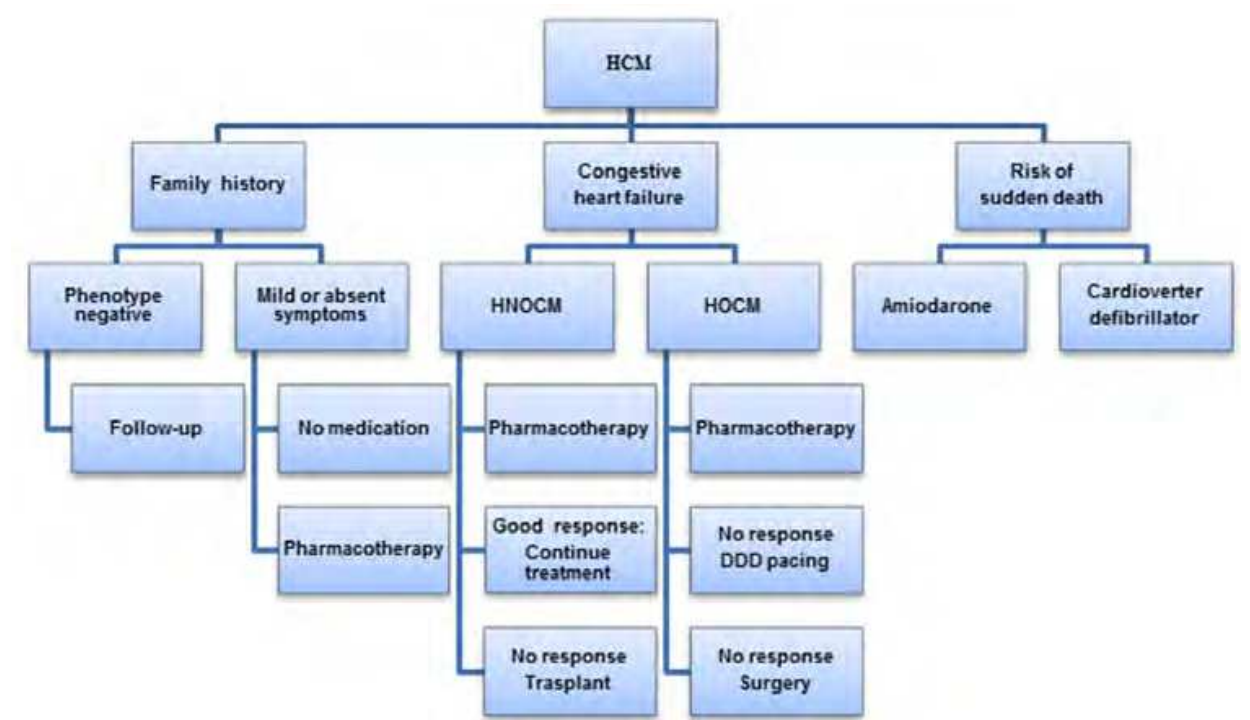 HCM
Family history
Congestive
heart failure
Risk of
sudden death
Phenotype
negative
Mild or absent
symptoms
HNOCM
HOCM
Amiodarone
Cardioverter
defibrillator
Follow-up
No medication
Pharmacotherapy
Pharmacotherapy
Pharmacotherapy
Good response:
Continue
treatment
No response
DDD pacing
No response
Trasplant
No response
Surgery